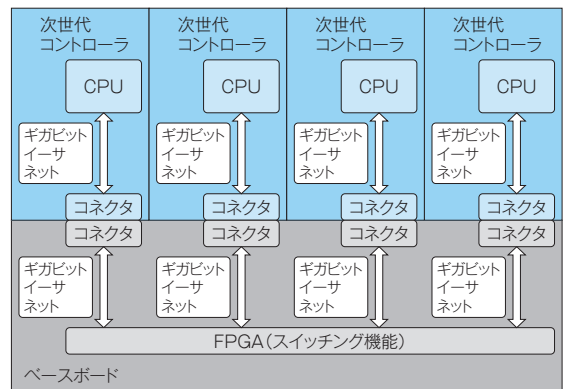 次世代
コントローラ
次世代
コントローラ
次世代
コントローラ
次世代
コントローラ
CPU
CPU
CPU
CPU
ギガビット
イーサ
ネット
ギガビット
イーサ
ネット
ギガビット
イーサ
ネット
ギガビット
イーサ
ネット
コネクタ
コネクタ
コネクタ
コネクタ
コネクタ
コネクタ
コネクタ
コネクタ
ギガビット
イーサ
ネット
ギガビット
イーサ
ネット
ギガビット
イーサ
ネット
ギガビット
イーサ
ネット
FPGA(スイッチング機能)
ベースボード